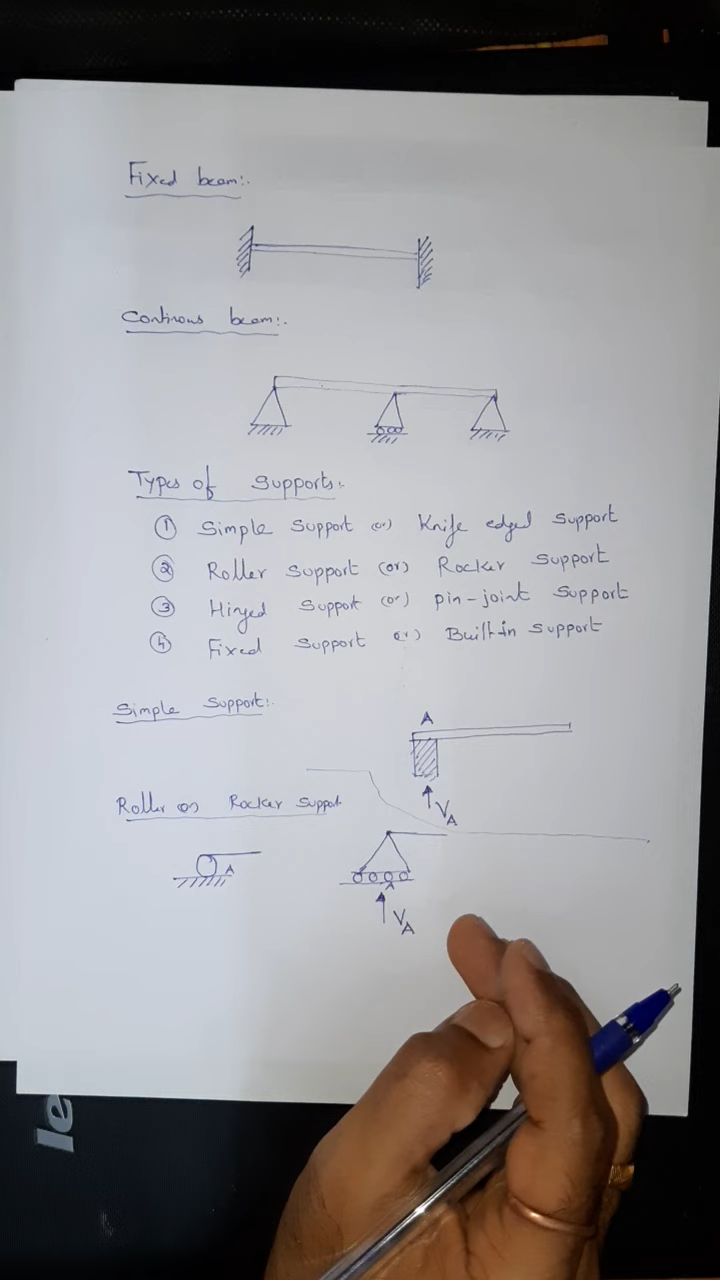 Fixed beam:.
Continous beam:.
Types of Supports:.
① Simple Support (or) Knife edged Support
② Roller Support (or) Rocker Support
③ Hinged Support (or) pin-joint Support
④ Fixed Support (or) Built-in Support
Simple Support:.
A
V_A
Roller (or) Rocker Support
A
A
V_A
le